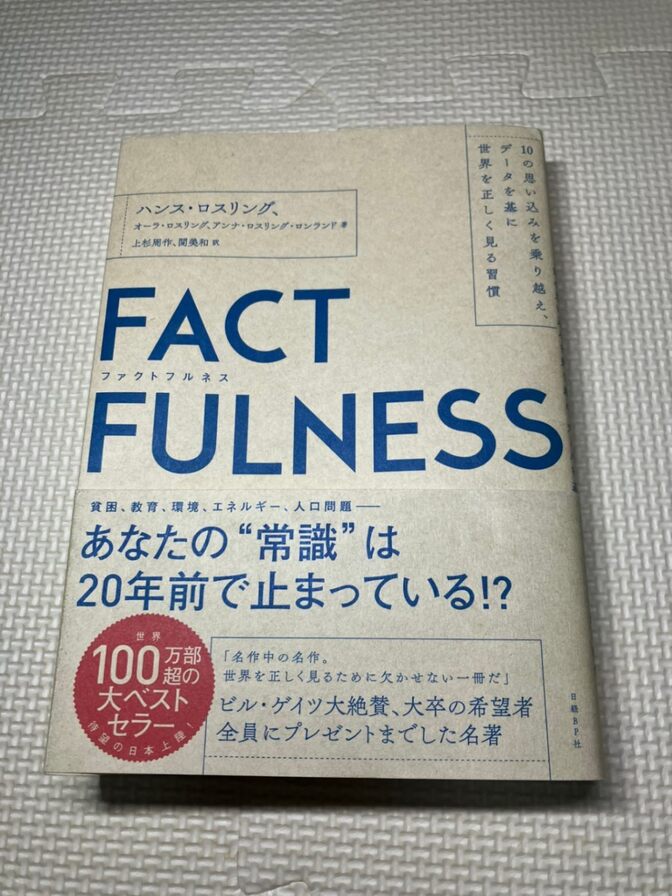 10の思い込みを乗り越え、
データを基に
世界を正しく見る習慣
ハンス・ロスリング、
オーラ・ロスリング、アンナ・ロスリング・ロンランド 著
上杉周作、関美和 訳
FACT
ファクトフルネス
FULNESS
貧困、教育、環境、エネルギー、人口問題——
あなたの“常識”は
20年前で止まっている!?
世界
100万部
超の
大ベスト
セラー
待望の日本上陸!
「名作中の名作。
世界を正しく見るために欠かせない一冊だ」
ビル・ゲイツ大絶賛、大卒の希望者
全員にプレゼントまでした名著
日経BP社